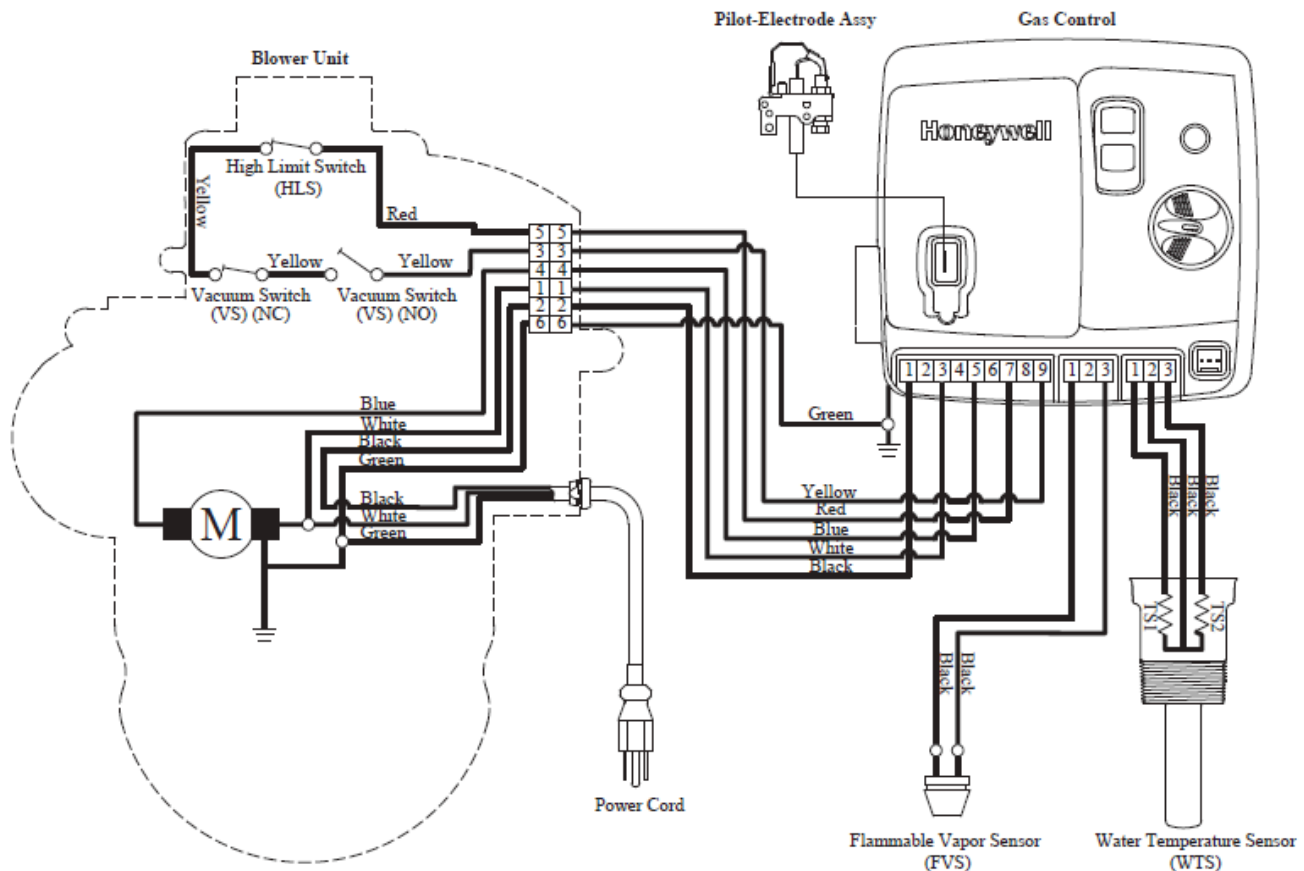 Pilot-Electrode Assy
Gas Control
Blower Unit
Honeywell
High Limit Switch
(HLS)
Yellow
Red
Yellow
Yellow
Vacuum Switch
(VS) (NC)
Vacuum Switch
(VS) (NO)
5 5
3 3
4 4
1 1
2 2
6 6
1 2 3 4 5 6 7 8 9
1 2 3
1 2 3
Blue
White
Black
Green
Green
Black
White
Green
M
Yellow
Red
Blue
White
Black
Black
Black
Black
TS1
TS2
Black
Black
Power Cord
Flammable Vapor Sensor
(FVS)
Water Temperature Sensor
(WTS)